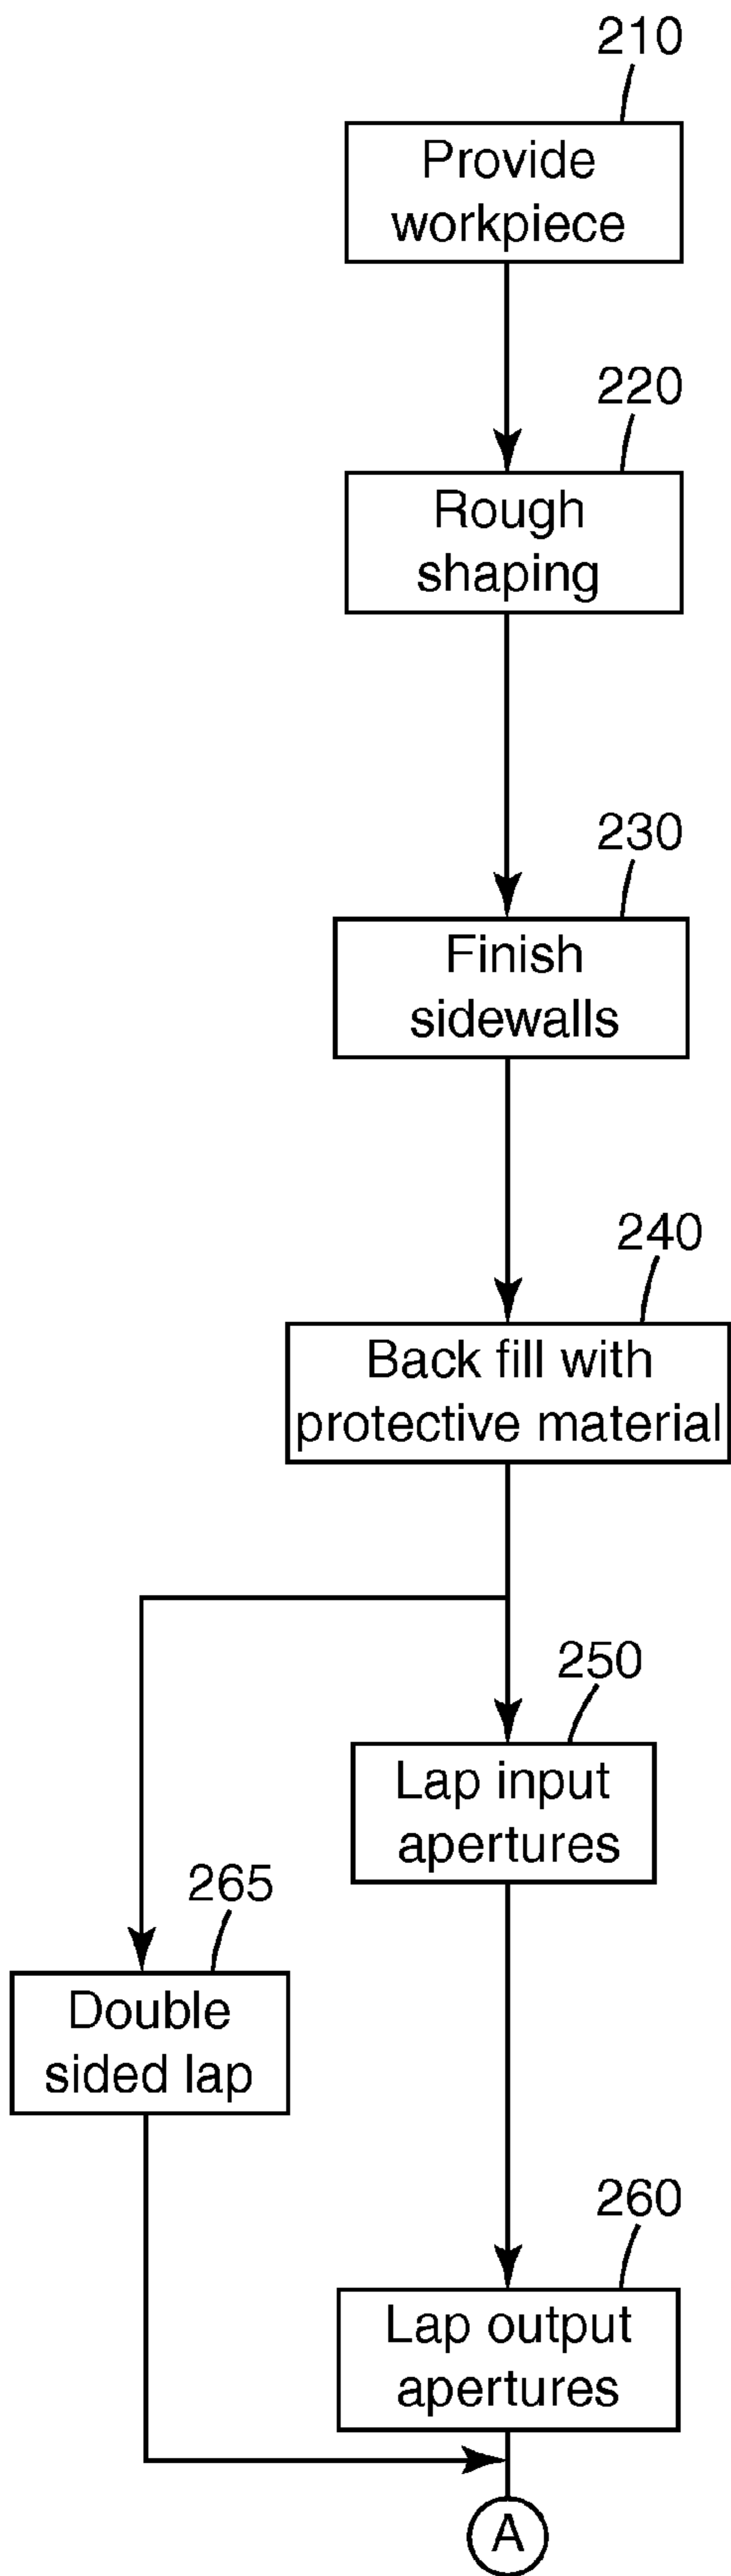 210
Provide
workpiece
220
Rough
shaping
230
Finish
sidewalls
240
Back fill with
protective material
250
Lap input
apertures
265
Double
sided lap
260
Lap output
apertures
A